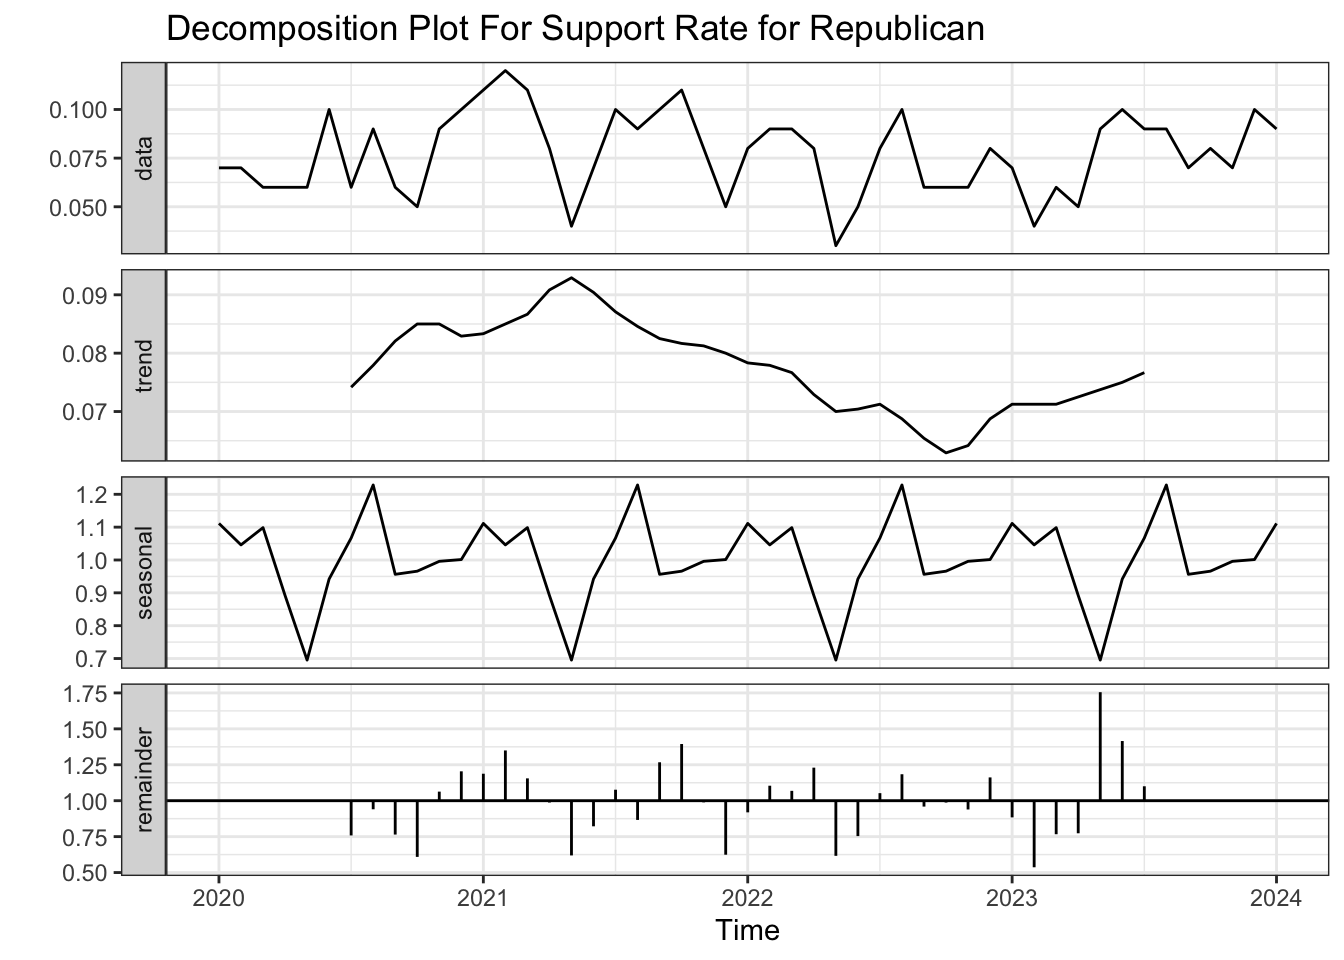 Decomposition Plot For Support Rate for Republican
0.100
0.075
0.050
data
0.09
0.08
0.07
trend
1.2
1.1
1.0
0.9
0.8
0.7
seasonal
1.75
1.50
1.25
1.00
0.75
0.50
remainder
2020 2021 2022 2023 2024
Time